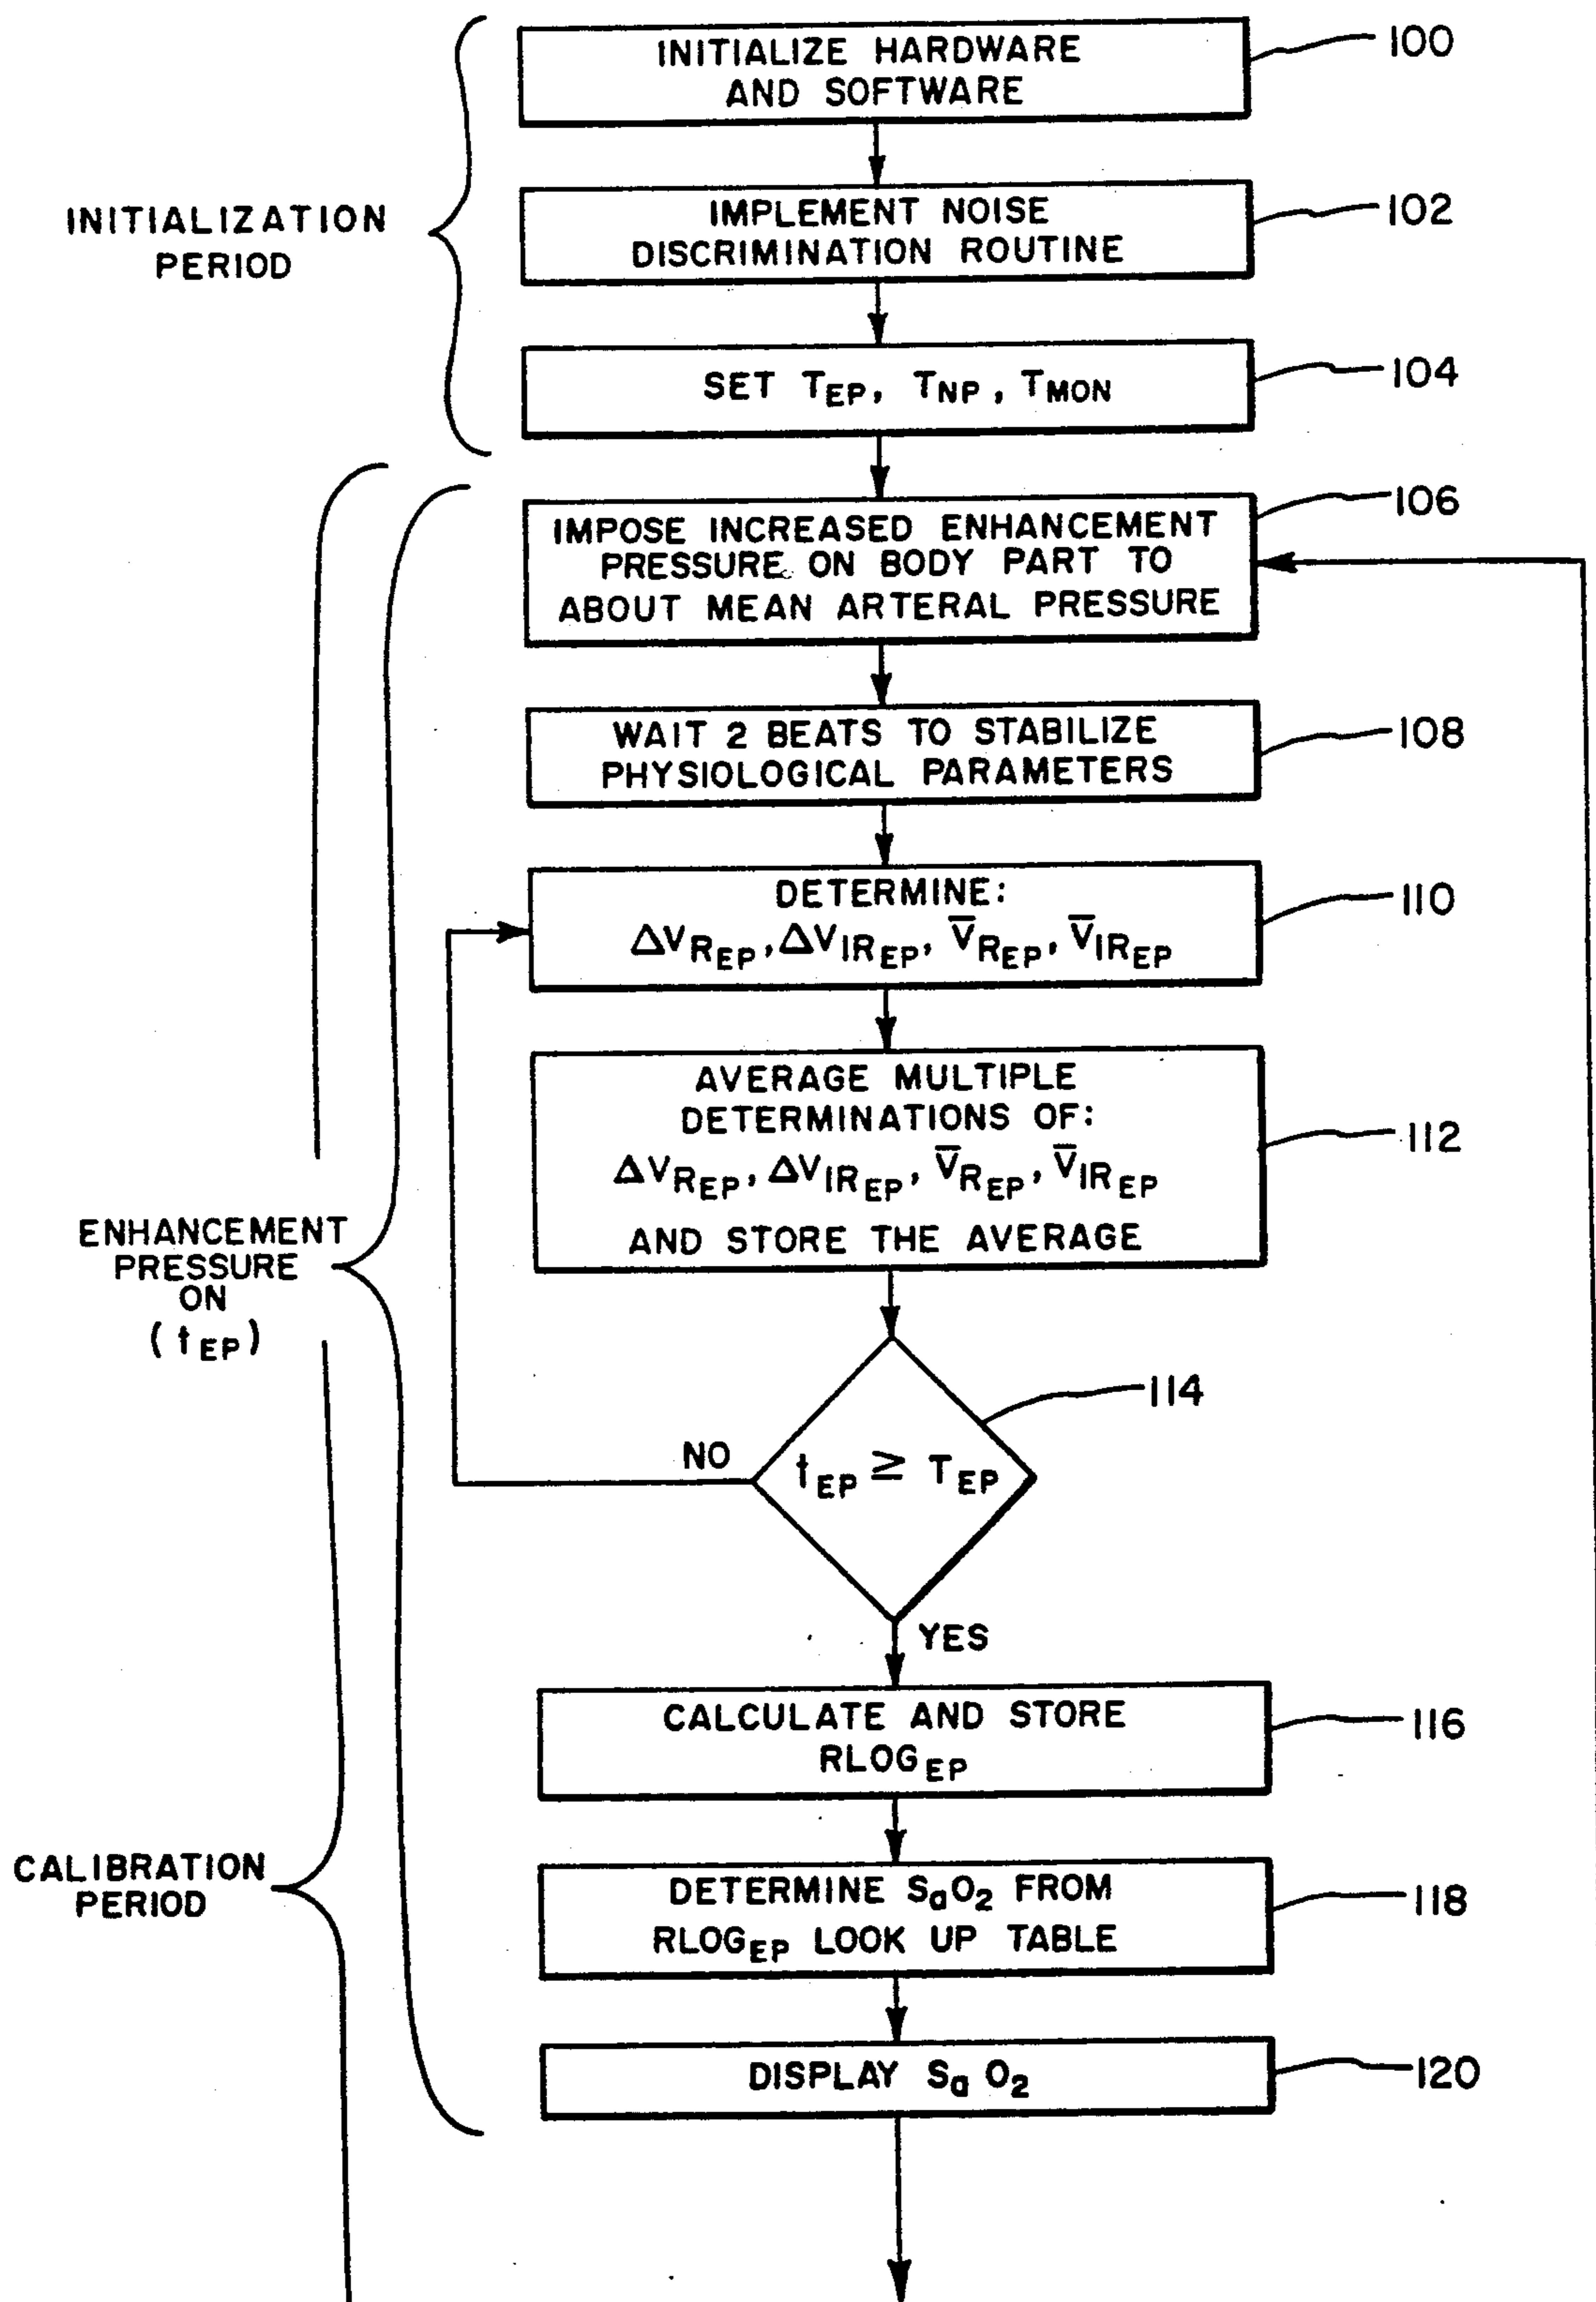 INITIALIZE HARDWARE
AND SOFTWARE
100
INITIALIZATION
PERIOD
IMPLEMENT NOISE
DISCRIMINATION ROUTINE
102
SET TEP, TNP, TMON
104
IMPOSE INCREASED ENHANCEMENT
PRESSURE ON BODY PART TO
ABOUT MEAN ARTERAL PRESSURE
106
WAIT 2 BEATS TO STABILIZE
PHYSIOLOGICAL PARAMETERS
108
DETERMINE:
ΔVREP, ΔVIREP, V̅REP, V̅IREP
110
AVERAGE MULTIPLE
DETERMINATIONS OF:
ΔVREP, ΔVIREP, V̅REP, V̅IREP
AND STORE THE AVERAGE
112
ENHANCEMENT
PRESSURE
ON
(tEP)
114
NO
tEP ≥ TEP
YES
CALCULATE AND STORE
RLOGEP
116
CALIBRATION
PERIOD
DETERMINE SaO2 FROM
RLOGEP LOOK UP TABLE
118
DISPLAY SaO2
120